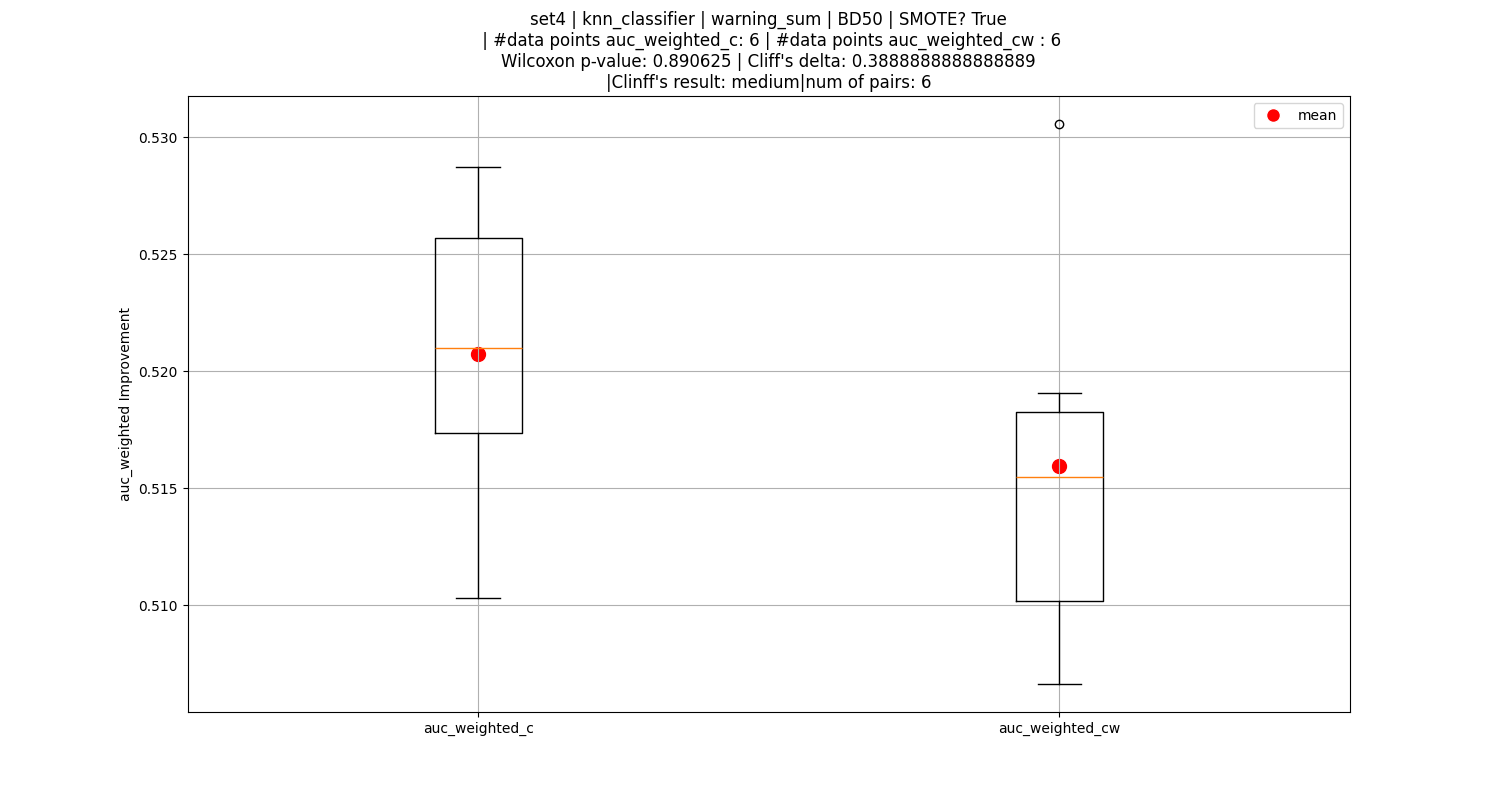 set4 | knn_classifier | warning_sum | BD50 | SMOTE? True
| #data points auc_weighted_c: 6 | #data points auc_weighted_cw : 6
Wilcoxon p-value: 0.890625 | Cliff's delta: 0.3888888888888889
|Clinff's result: medium|num of pairs: 6
mean
0.530
0.525
0.520
0.515
0.510
auc_weighted Improvement
auc_weighted_c
auc_weighted_cw